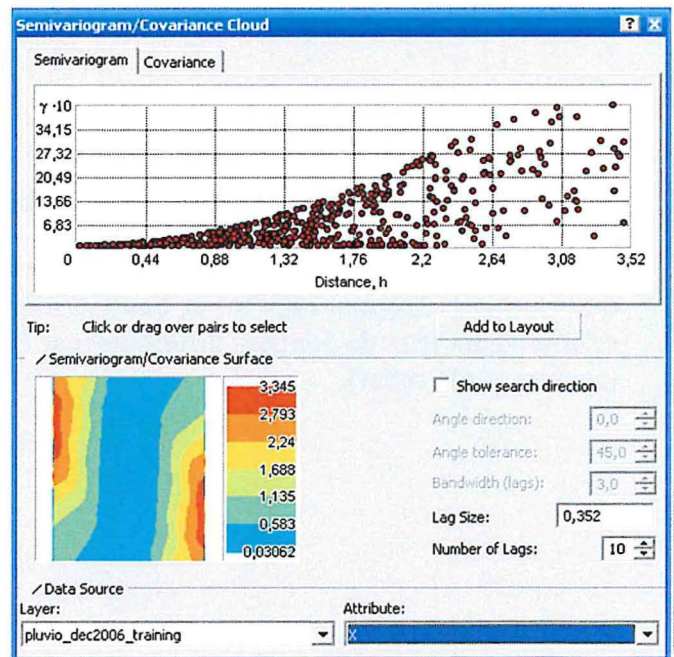 Semivariogram/Covariance Cloud
Semivariogram
Covariance
γ ·10
34,15
27,32
20,49
13,66
6,83
0 0,44 0,88 1,32 1,76 2,2 2,64 3,08 3,52
Distance, h
Tip: Click or drag over pairs to select
Add to Layout
Semivariogram/Covariance Surface
3,345
2,793
2,24
1,688
1,135
0,583
0,03062
Show search direction
Angle direction: 0,0
Angle tolerance: 45,0
Bandwidth (lags): 3,0
Lag Size: 0,352
Number of Lags: 10
Data Source
Layer:
Attribute:
pluvio_dec2006_training
X